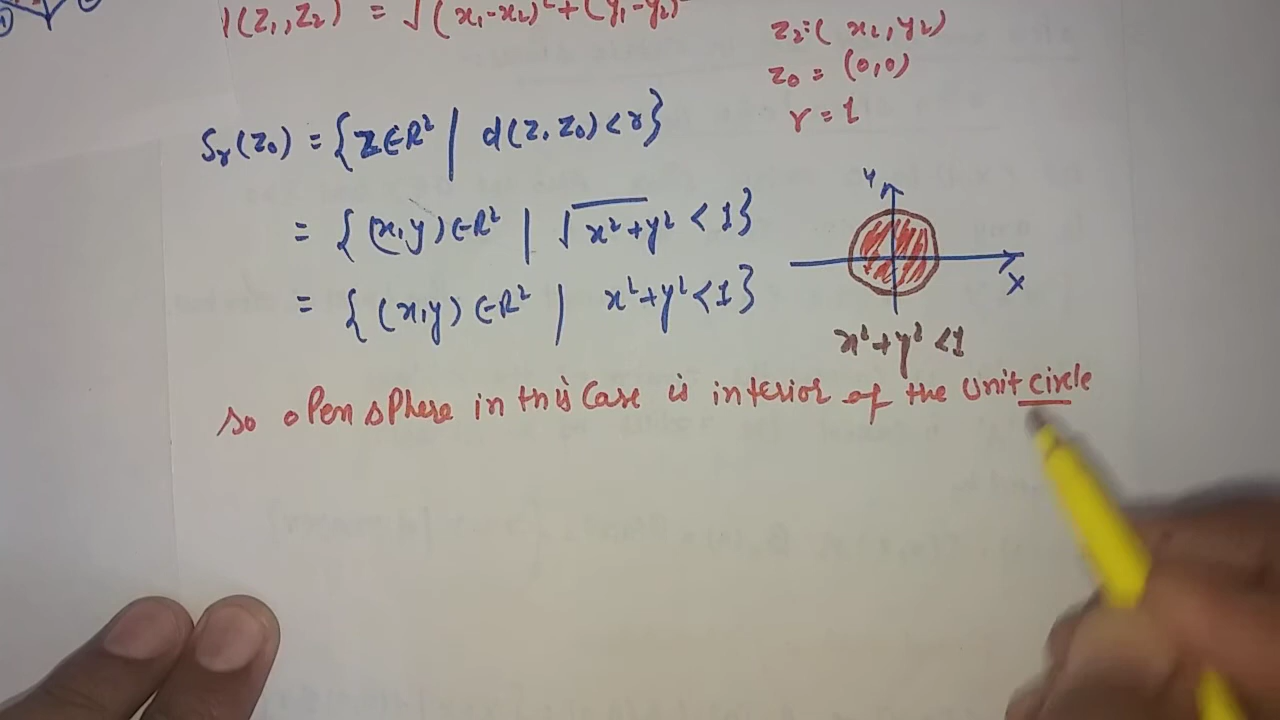 d(z₁,z₂) = √(x₁-x₂)²+(y₁-y₂)²
z₂=(x₂,y₂)
z₀ = (0,0)
r=1
Sᵣ(z₀) = {z∈R² | d(z,z₀)<r}
= {(x,y)∈R² | √x²+y² <1}
= {(x,y)∈R² | x²+y²<1}
y
x
x²+y²<1
so open sphere in this case is interior of the unit circle